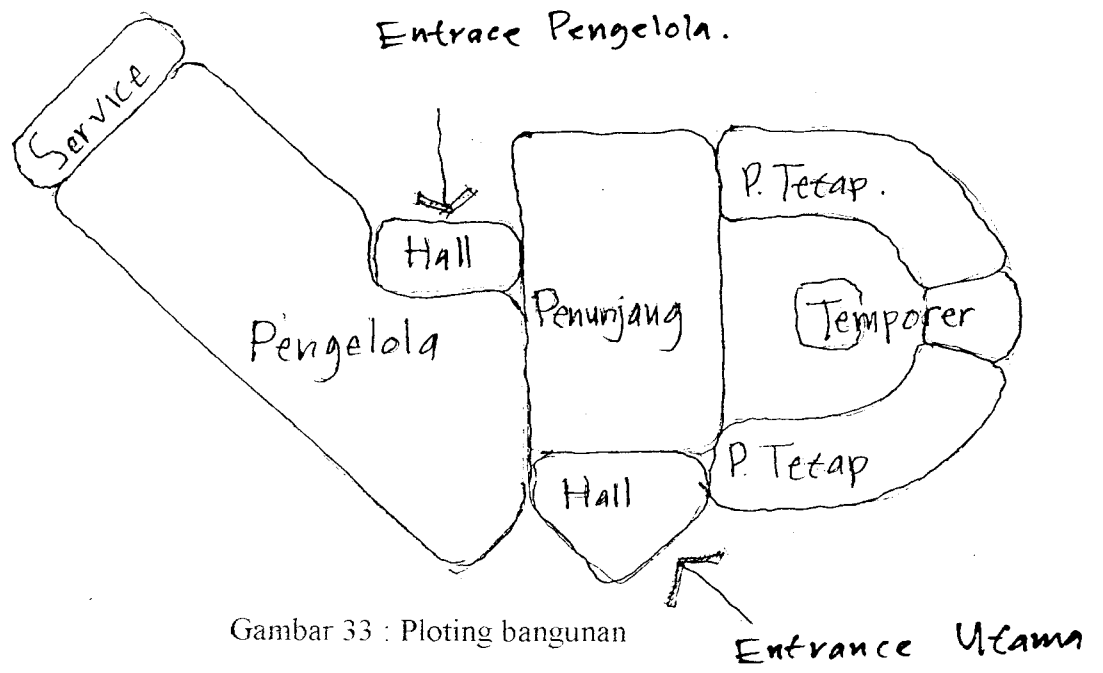 Entrace Pengelola.
Service
P. Tetap.
Hall
Penunjang
Temporer
Pengelola
P. Tetap
Hall
Gambar 33 : Ploting bangunan
Entrance Utama